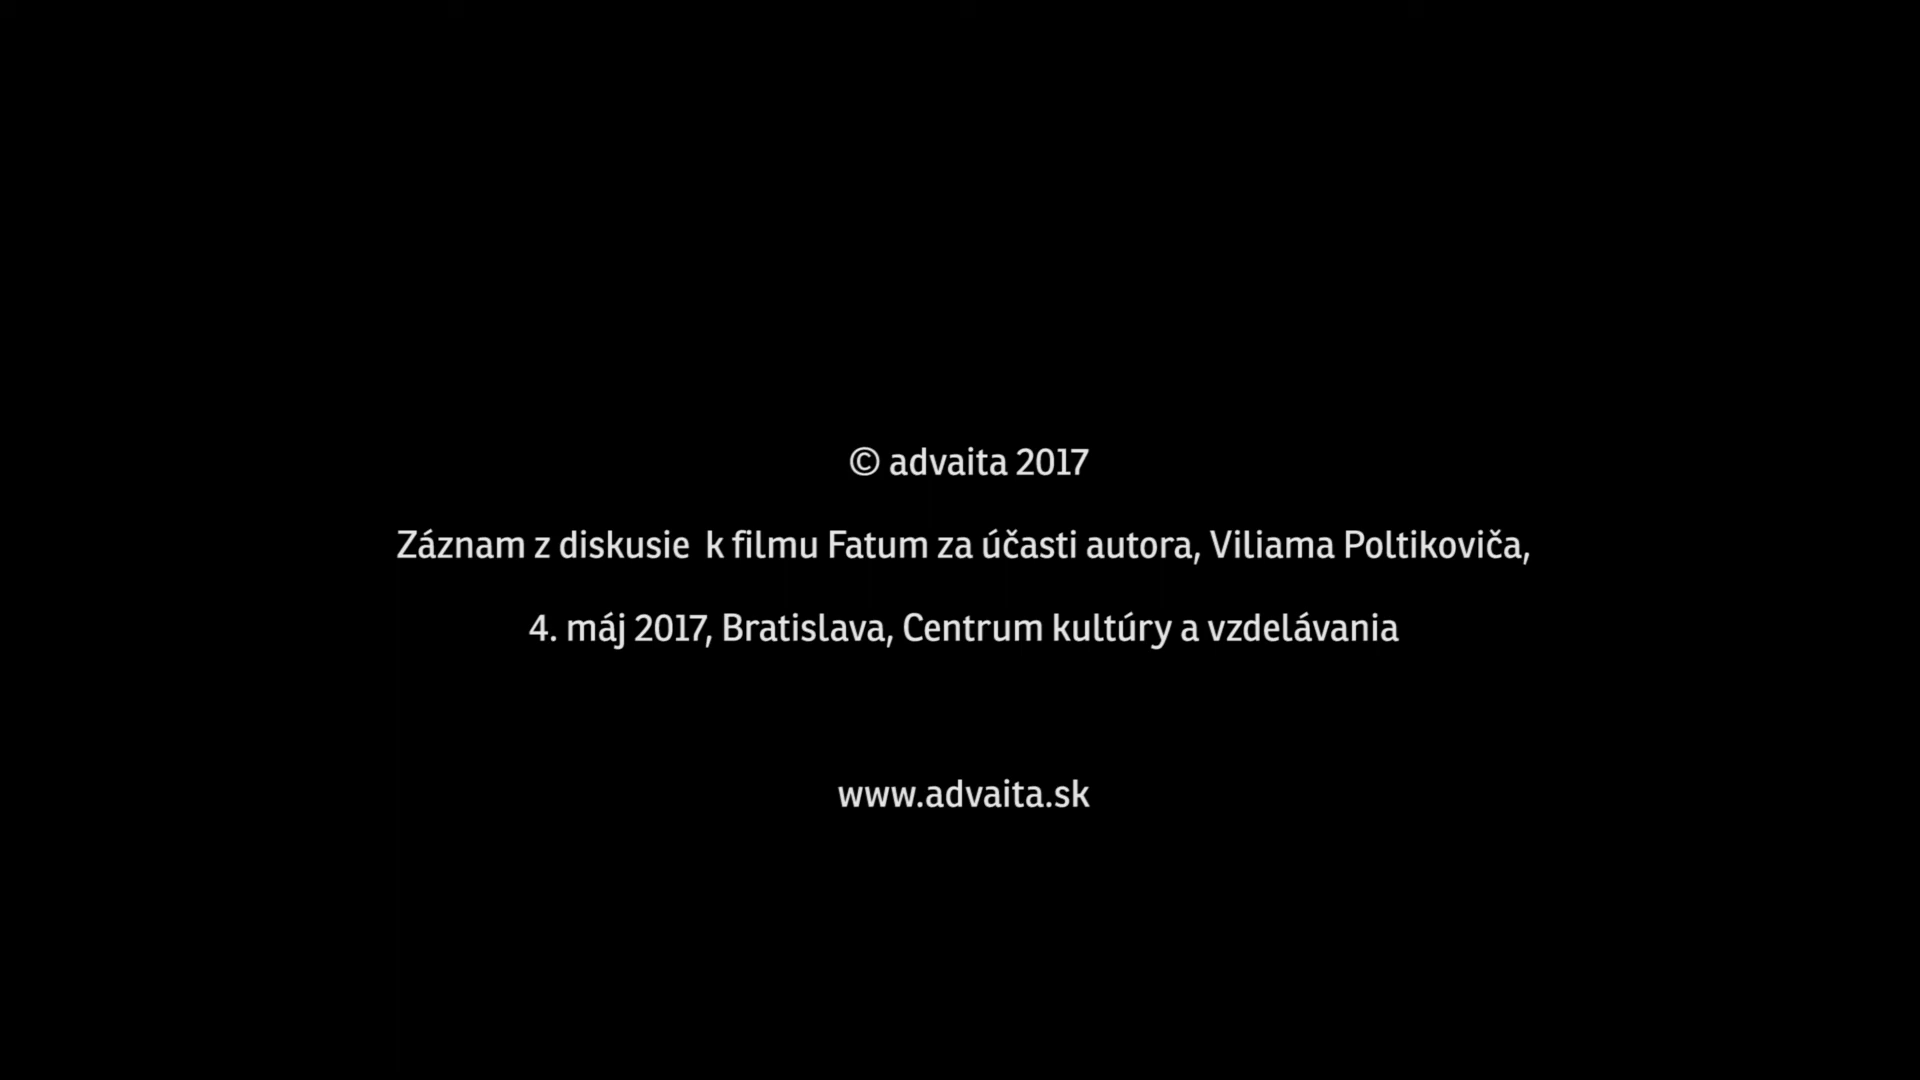 © advaita 2017
Záznam z diskusie  k filmu Fatum za účasti autora, Viliama Poltikoviča,
4. máj 2017, Bratislava, Centrum kultúry a vzdelávania
www.advaita.sk